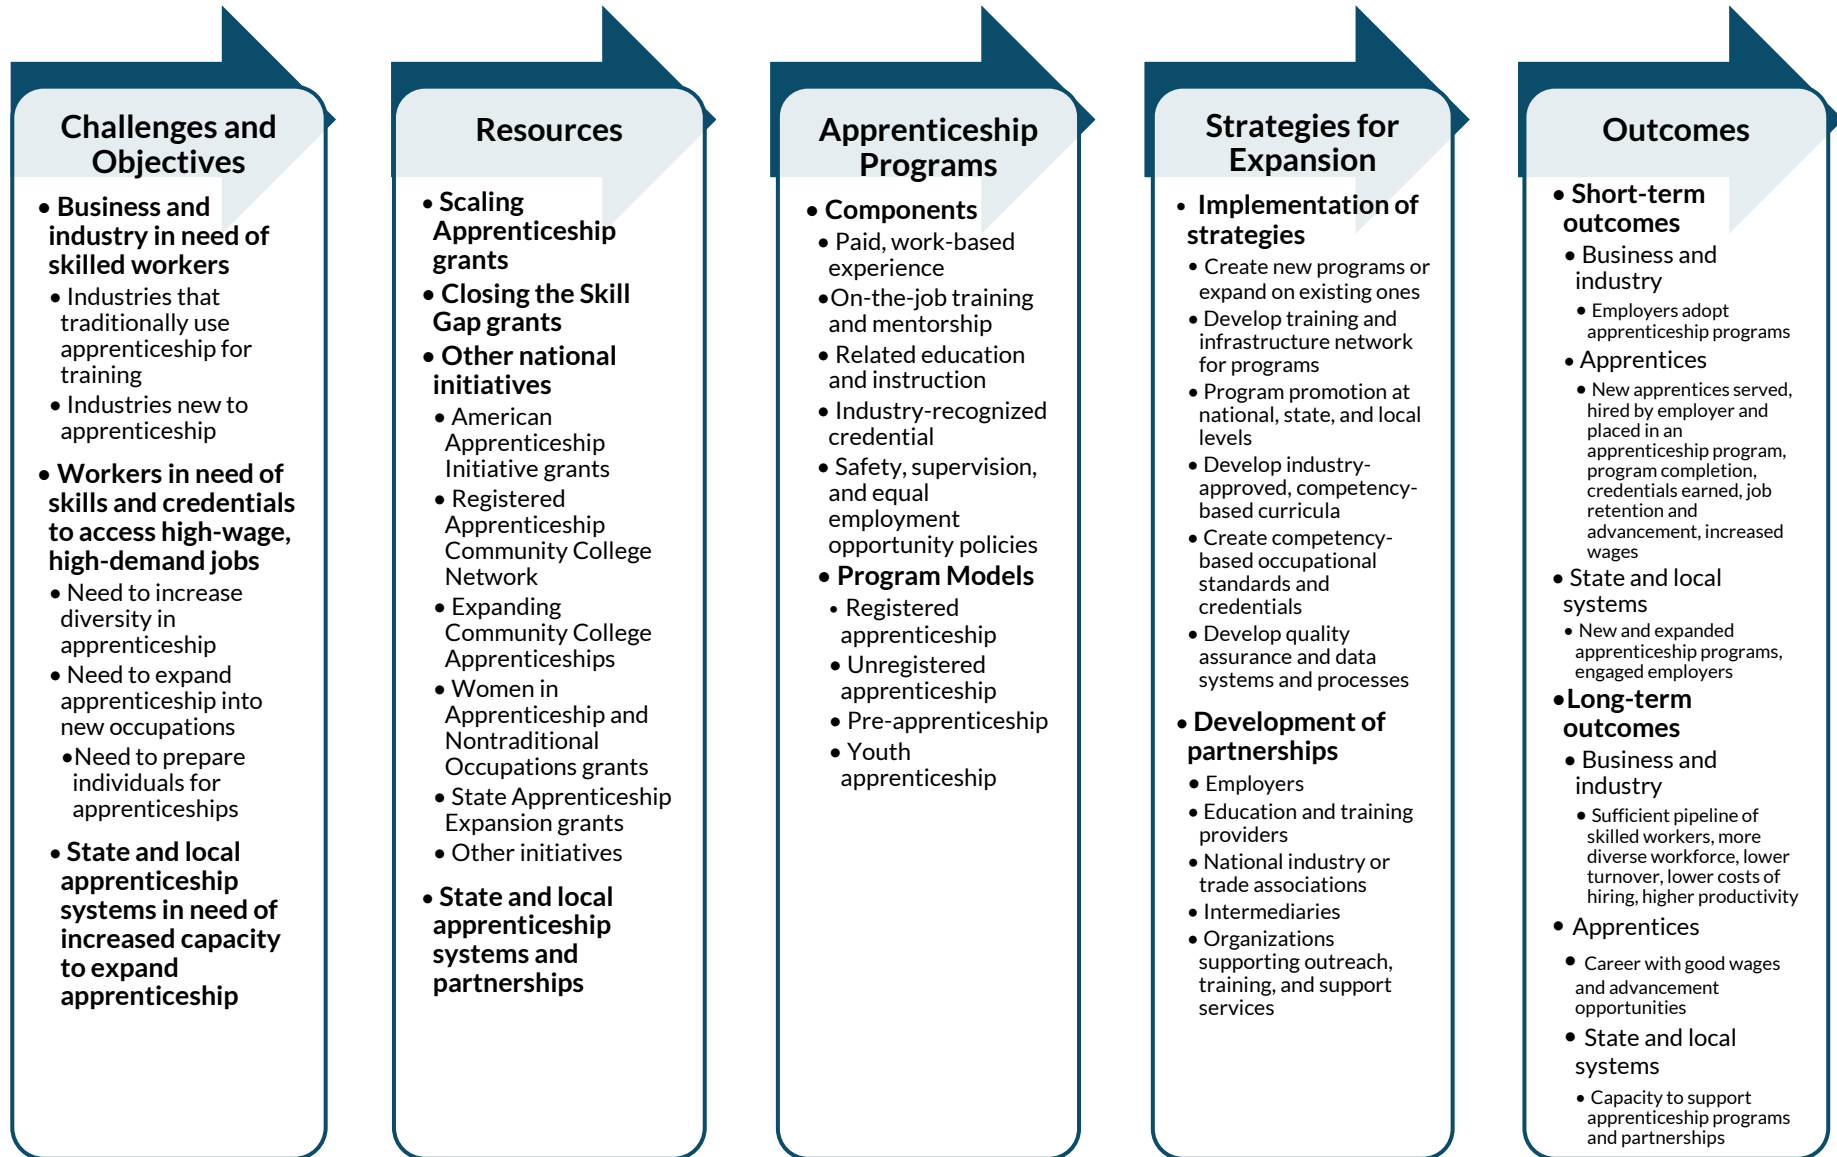 Challenges and
Objectives
• Business and
industry in need of
skilled workers
• Industries that
traditionally use
apprenticeship for
training
• Industries new to
apprenticeship
• Workers in need of
skills and credentials
to access high-wage,
high-demand jobs
• Need to increase
diversity in
apprenticeship
• Need to expand
apprenticeship into
new occupations
•Need to prepare
individuals for
apprenticeships
• State and local
apprenticeship
systems in need of
increased capacity
to expand
apprenticeship
Resources
• Scaling
Apprenticeship
grants
• Closing the Skill
Gap grants
• Other national
initiatives
• American
Apprenticeship
Initiative grants
• Registered
Apprenticeship
Community College
Network
• Expanding
Community College
Apprenticeships
• Women in
Apprenticeship and
Nontraditional
Occupations grants
• State Apprenticeship
Expansion grants
• Other initiatives
• State and local
apprenticeship
systems and
partnerships
Apprenticeship
Programs
• Components
• Paid, work-based
experience
•On-the-job training
and mentorship
• Related education
and instruction
• Industry-recognized
credential
• Safety, supervision,
and equal
employment
opportunity policies
• Program Models
• Registered
apprenticeship
• Unregistered
apprenticeship
• Pre-apprenticeship
• Youth
apprenticeship
Strategies for
Expansion
• Implementation of
strategies
• Create new programs or
expand on existing ones
• Develop training and
infrastructure network
for programs
• Program promotion at
national, state, and local
levels
• Develop industry-
approved, competency-
based curricula
• Create competency-
based occupational
standards and
credentials
• Develop quality
assurance and data
systems and processes
• Development of
partnerships
• Employers
• Education and training
providers
• National industry or
trade associations
• Intermediaries
• Organizations
supporting outreach,
training, and support
services
Outcomes
• Short-term
outcomes
• Business and
industry
• Employers adopt
apprenticeship programs
• Apprentices
• New apprentices served,
hired by employer and
placed in an
apprenticeship program,
program completion,
credentials earned, job
retention and
advancement, increased
wages
• State and local
systems
• New and expanded
apprenticeship programs,
engaged employers
•Long-term
outcomes
• Business and
industry
• Sufficient pipeline of
skilled workers, more
diverse workforce, lower
turnover, lower costs of
hiring, higher productivity
• Apprentices
• Career with good wages
and advancement
opportunities
• State and local
systems
• Capacity to support
apprenticeship programs
and partnerships